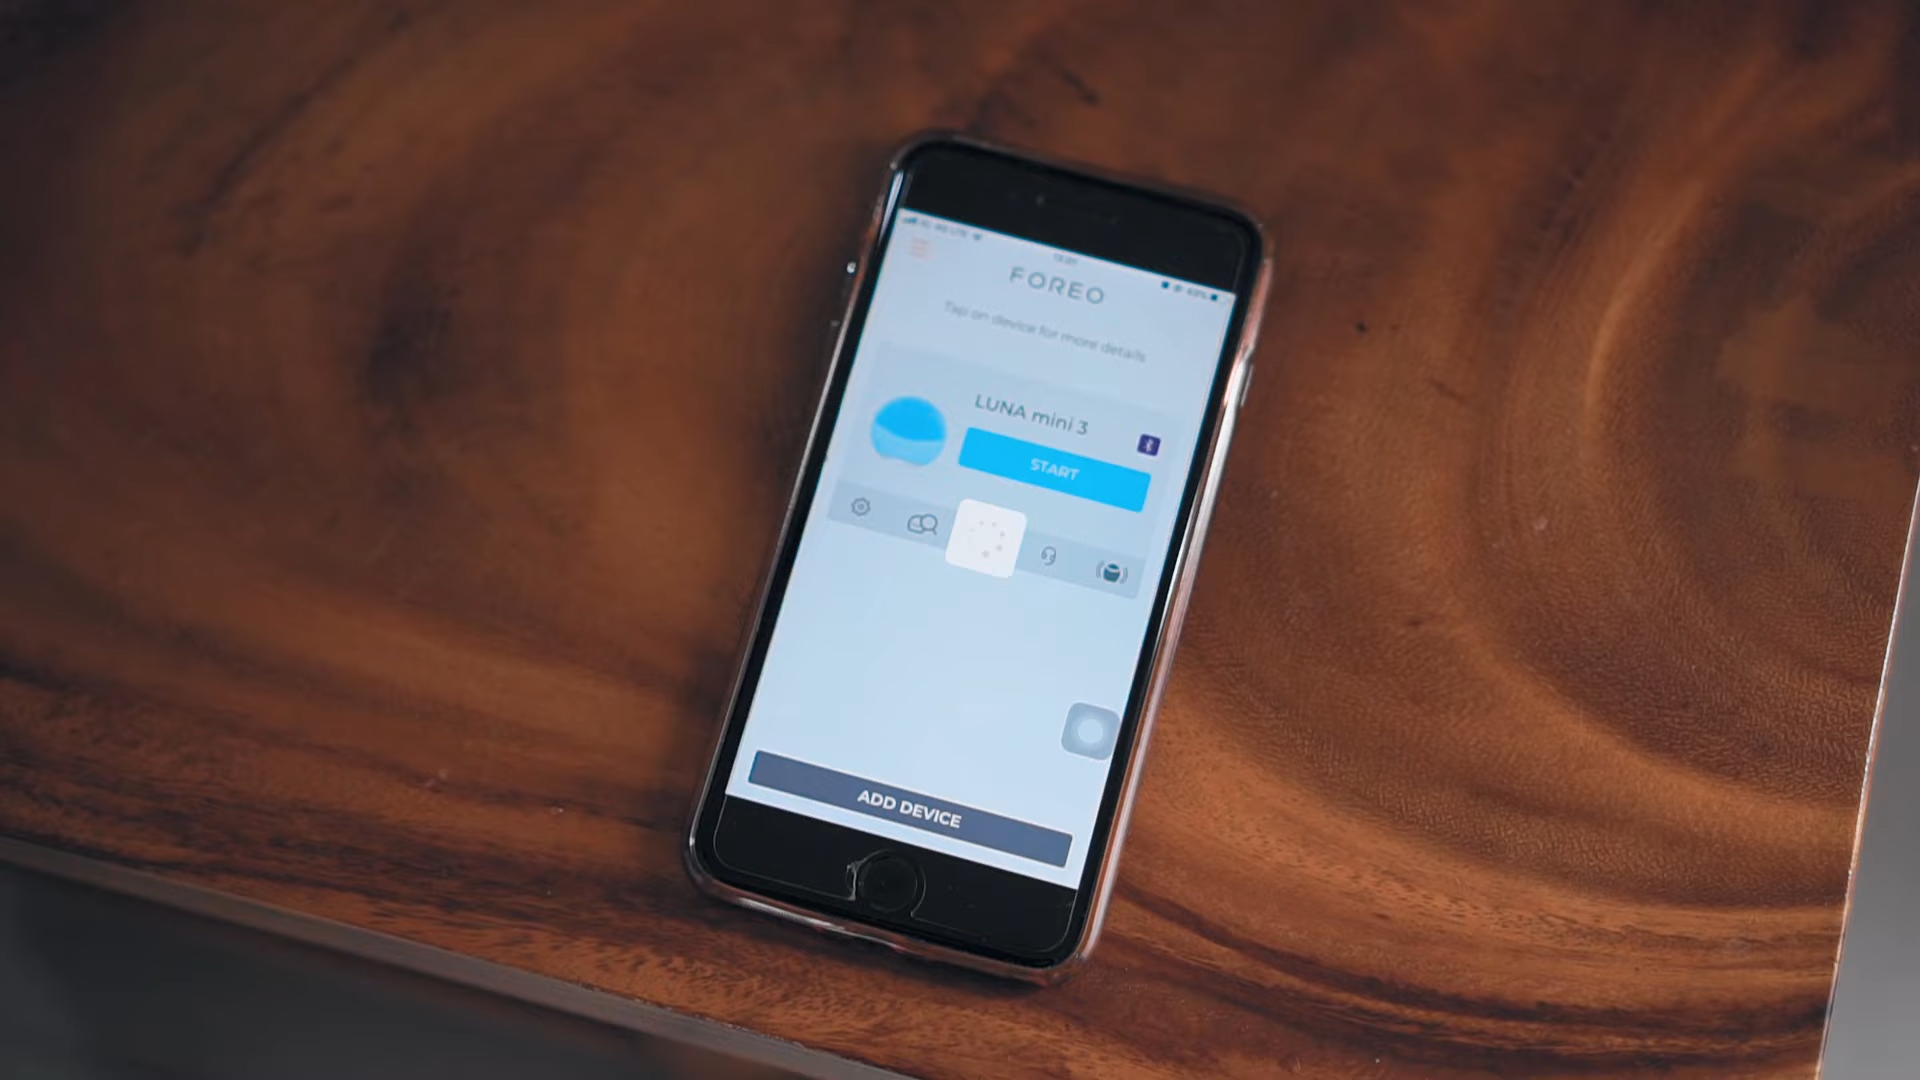 FOREO
Tap on device for more details
LUNA mini 3
START
ADD DEVICE